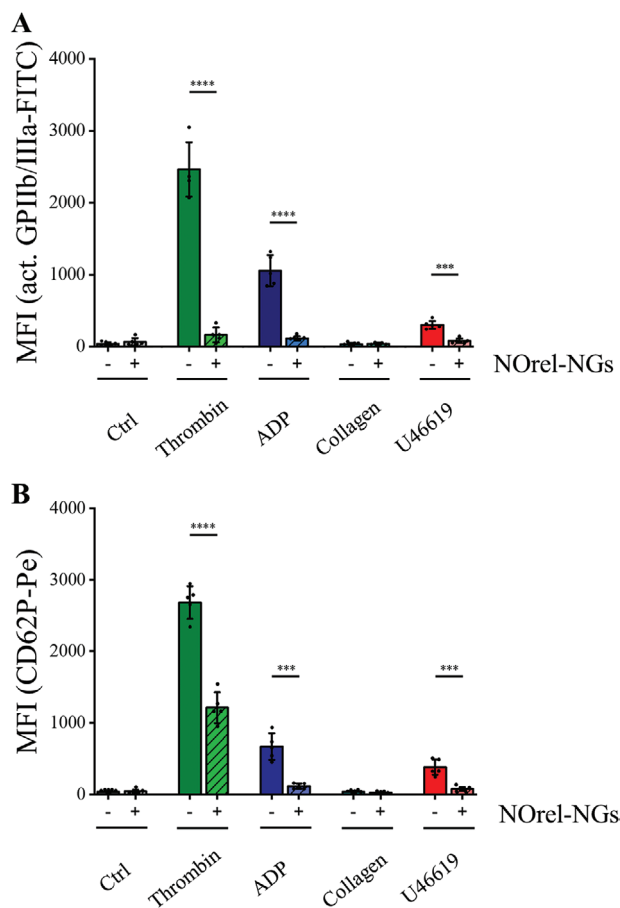 A
MFI (act. GPIIb/IIIa-FITC)
4000
3000
2000
1000
0
****
****
***
- + - + - + - + - + NOrel-NGs
Ctrl Thrombin ADP Collagen U46619
B
MFI (CD62P-Pe)
4000
3000
2000
1000
0
****
***
***
- + - + - + - + - + NOrel-NGs
Ctrl Thrombin ADP Collagen U46619